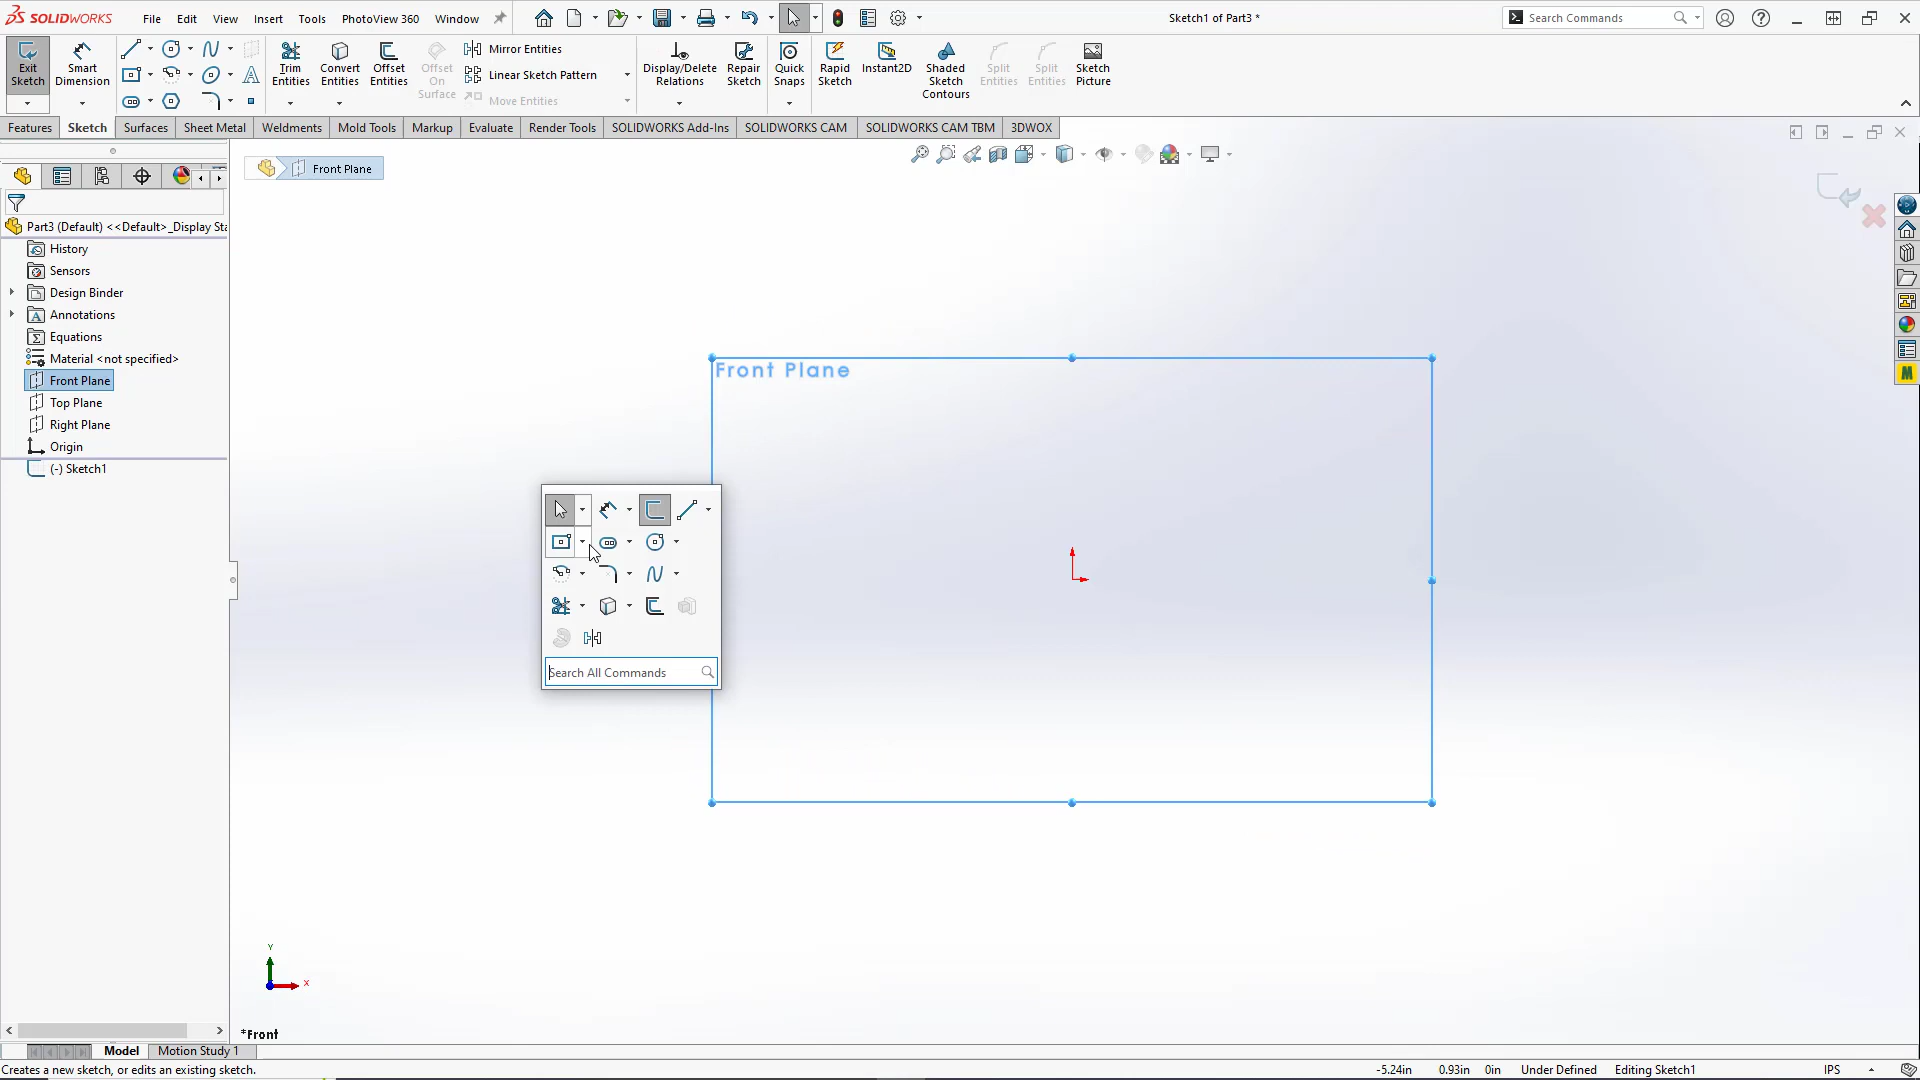 SOLIDWORKS File Edit View Insert Tools PhotoView 360 Window Sketch1 of Part3 * Search Commands
Exit Sketch
Smart Dimension
Trim Entities
Convert Entities
Offset Entities
Offset On Surface
Mirror Entities
Linear Sketch Pattern
Move Entities
Display/Delete Relations
Repair Sketch
Quick Snaps
Rapid Sketch
Instant2D
Shaded Sketch Contours
Split Entities
Split Entities
Sketch Picture
Features Sketch Surfaces Sheet Metal Weldments Mold Tools Markup Evaluate Render Tools SOLIDWORKS Add-Ins SOLIDWORKS CAM SOLIDWORKS CAM TBM 3DWOX
Front Plane
Part3 (Default) <<Default>_Display Sta
History
Sensors
Design Binder
Annotations
Equations
Material <not specified>
Front Plane
Top Plane
Right Plane
Origin
(-) Sketch1
Front Plane
Search All Commands
Y
X
*Front
Model Motion Study 1
Creates a new sketch, or edits an existing sketch. -5.24in 0.93in 0in Under Defined Editing Sketch1 IPS